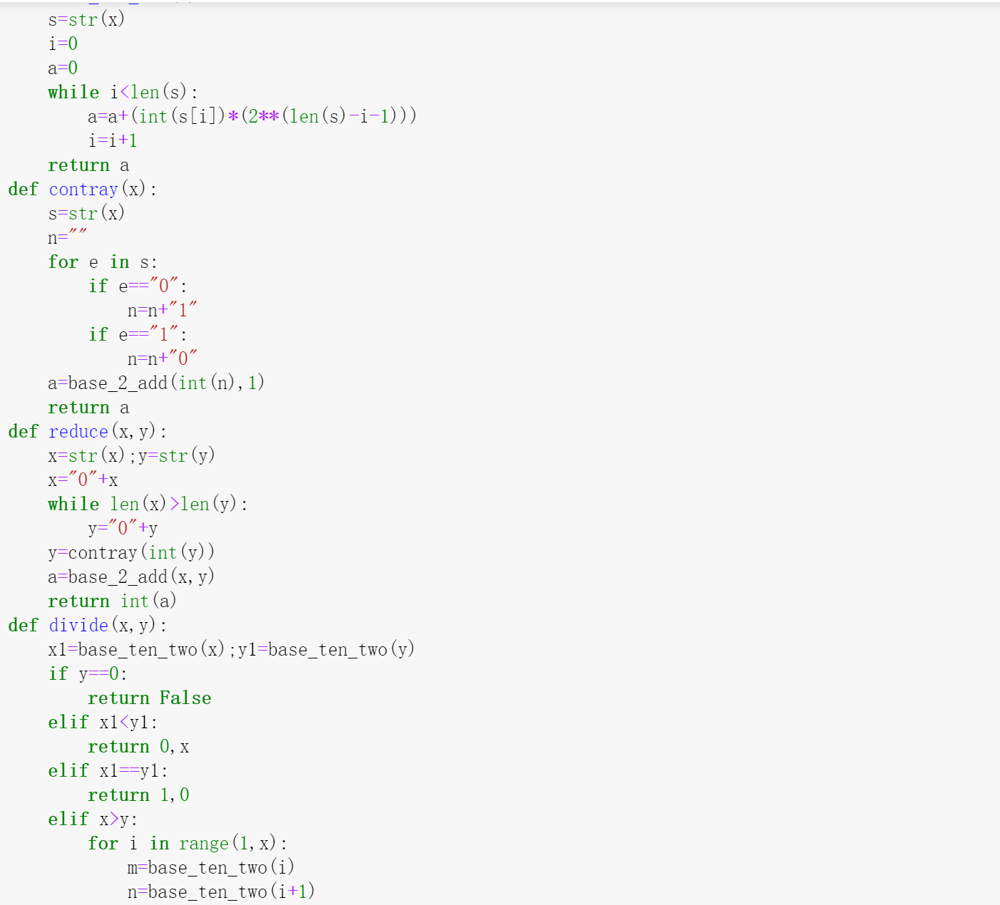 s=str(x)
    i=0
    a=0
    while i<len(s):
        a=a+(int(s[i])*(2**(len(s)-i-1)))
        i=i+1
    return a
def contray(x):
    s=str(x)
    n=""
    for e in s:
        if e=="0":
            n=n+"1"
        if e=="1":
            n=n+"0"
    a=base_2_add(int(n),1)
    return a
def reduce(x,y):
    x=str(x);y=str(y)
    x="0"+x
    while len(x)>len(y):
        y="0"+y
    y=contray(int(y))
    a=base_2_add(x,y)
    return int(a)
def divide(x,y):
    x1=base_ten_two(x);y1=base_ten_two(y)
    if y==0:
        return False
    elif x1<y1:
        return 0,x
    elif x1==y1:
        return 1,0
    elif x>y:
        for i in range(1,x):
            m=base_ten_two(i)
            n=base_ten_two(i+1)